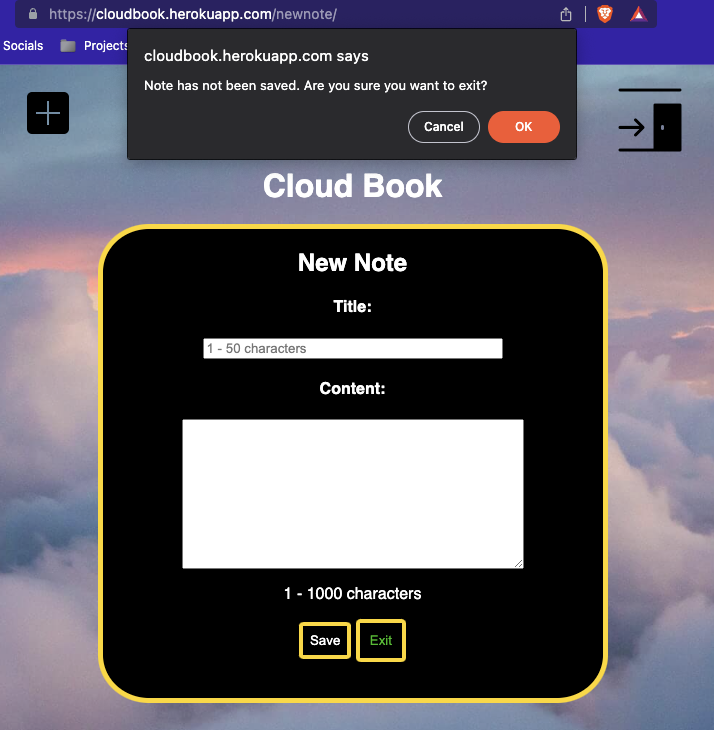 https://cloudbook.herokuapp.com/newnote/
Socials Projects
cloudbook.herokuapp.com says
Note has not been saved. Are you sure you want to exit?
Cancel OK
Cloud Book
New Note
Title:
1 - 50 characters
Content:
1 - 1000 characters
Save Exit